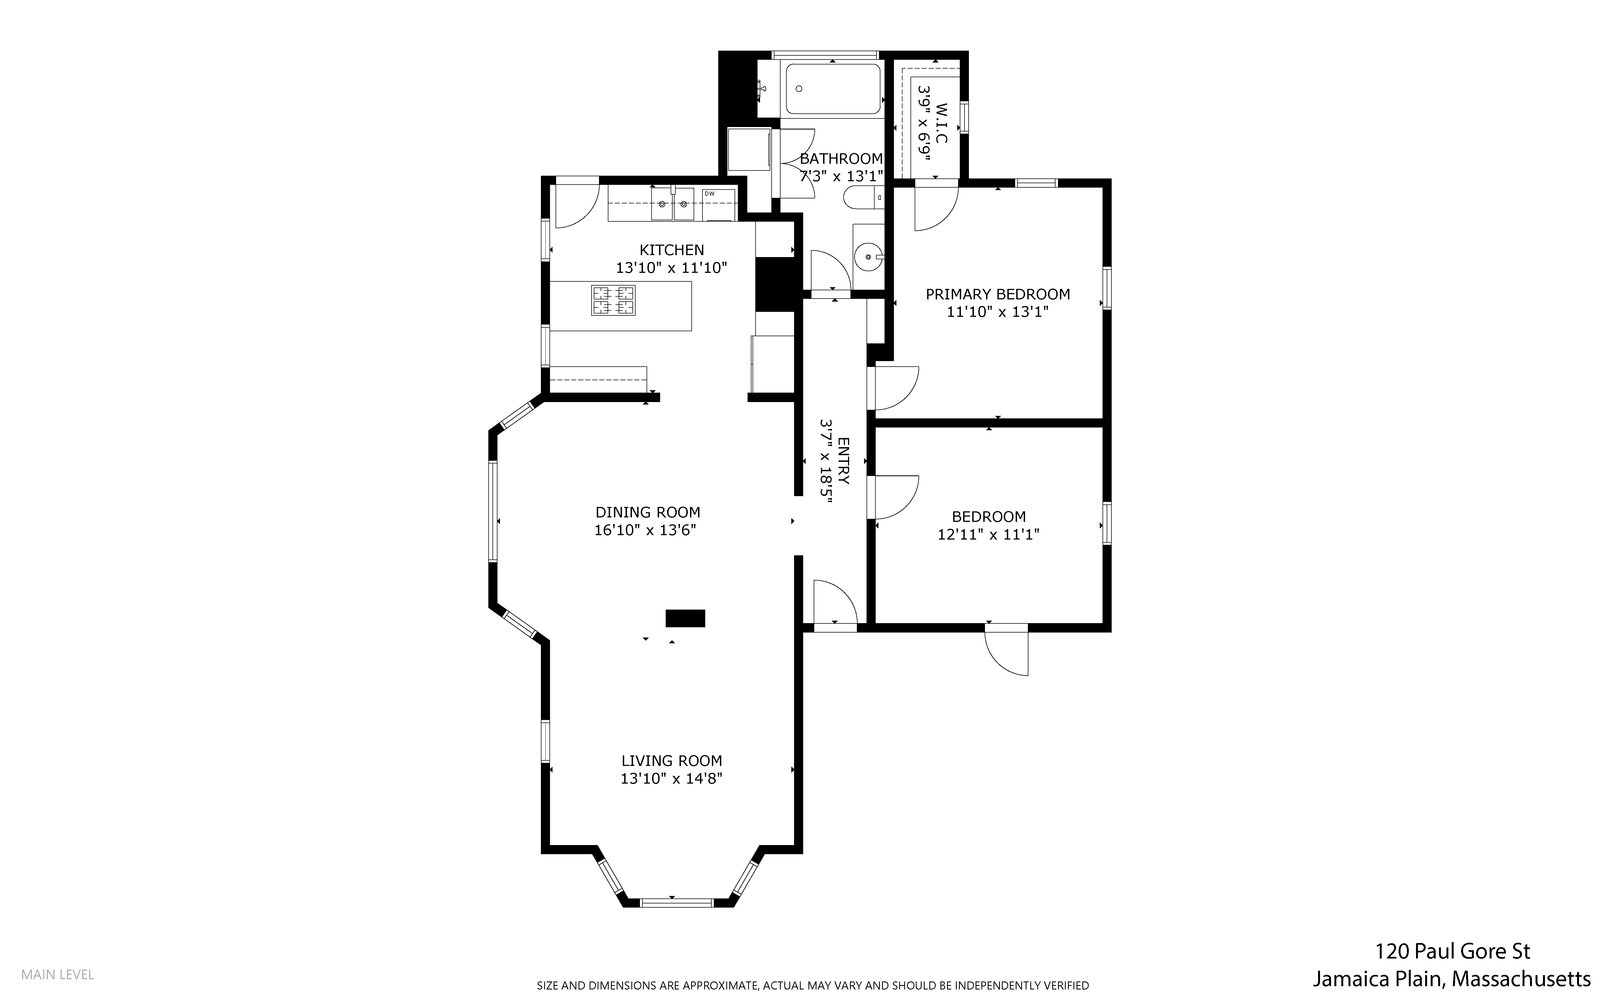 W.I.C
3'9" x 6'9"
BATHROOM
7'3" x 13'1"
DW
KITCHEN
13'10" x 11'10"
PRIMARY BEDROOM
11'10" x 13'1"
ENTRY
3'7" x 18'5"
DINING ROOM
16'10" x 13'6"
BEDROOM
12'11" x 11'1"
LIVING ROOM
13'10" x 14'8"
120 Paul Gore St
Jamaica Plain, Massachusetts
MAIN LEVEL
SIZE AND DIMENSIONS ARE APPROXIMATE, ACTUAL MAY VARY AND SHOULD BE INDEPENDENTLY VERIFIED